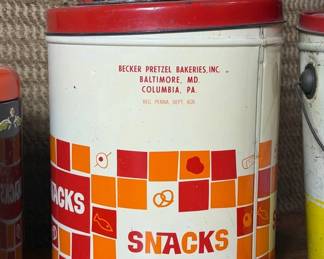 BECKER PRETZEL BAKERIES, INC.
BALTIMORE, MD.
COLUMBIA, PA.
REG. PENNA. DEPT. AGR.
ACKS
SNACKS